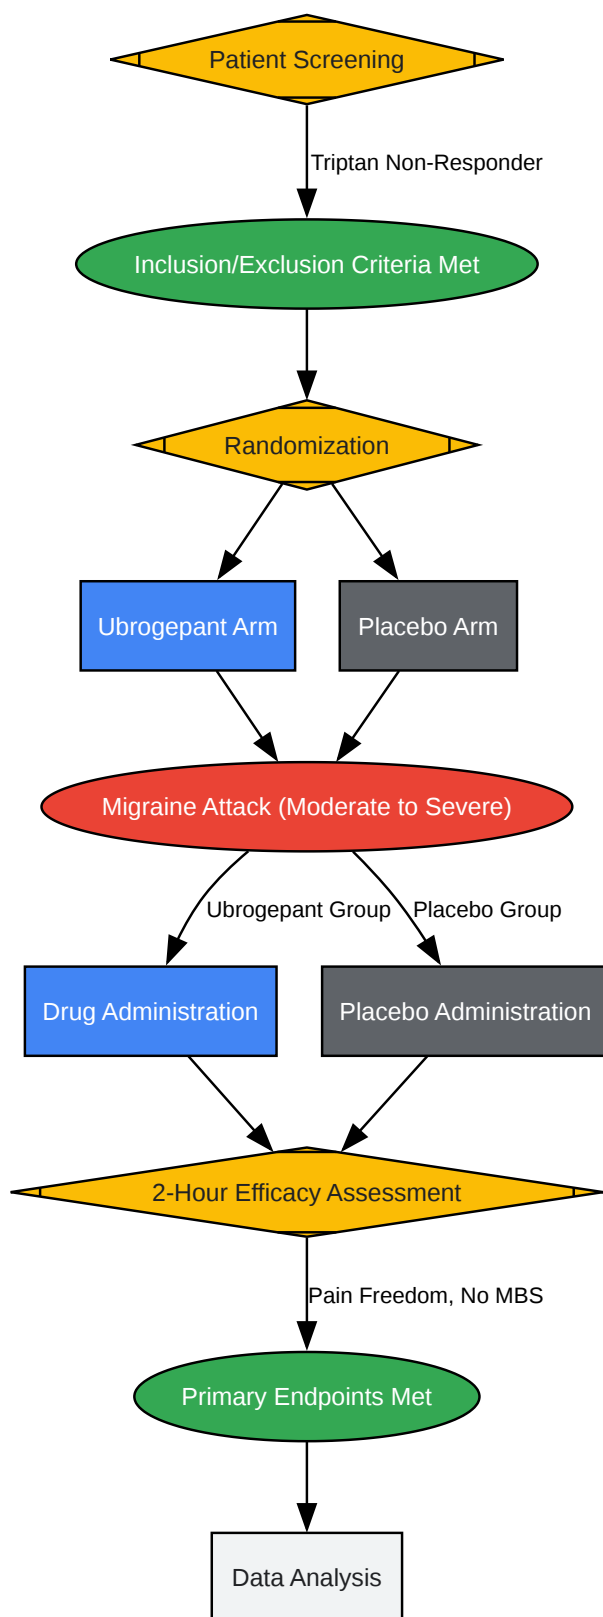 Patient Screening
Triptan Non-Responder
Inclusion/Exclusion Criteria Met
Randomization
Ubrogepant Arm
Placebo Arm
Migraine Attack (Moderate to Severe)
Ubrogepant Group
Placebo Group
Drug Administration
Placebo Administration
2-Hour Efficacy Assessment
Pain Freedom, No MBS
Primary Endpoints Met
Data Analysis